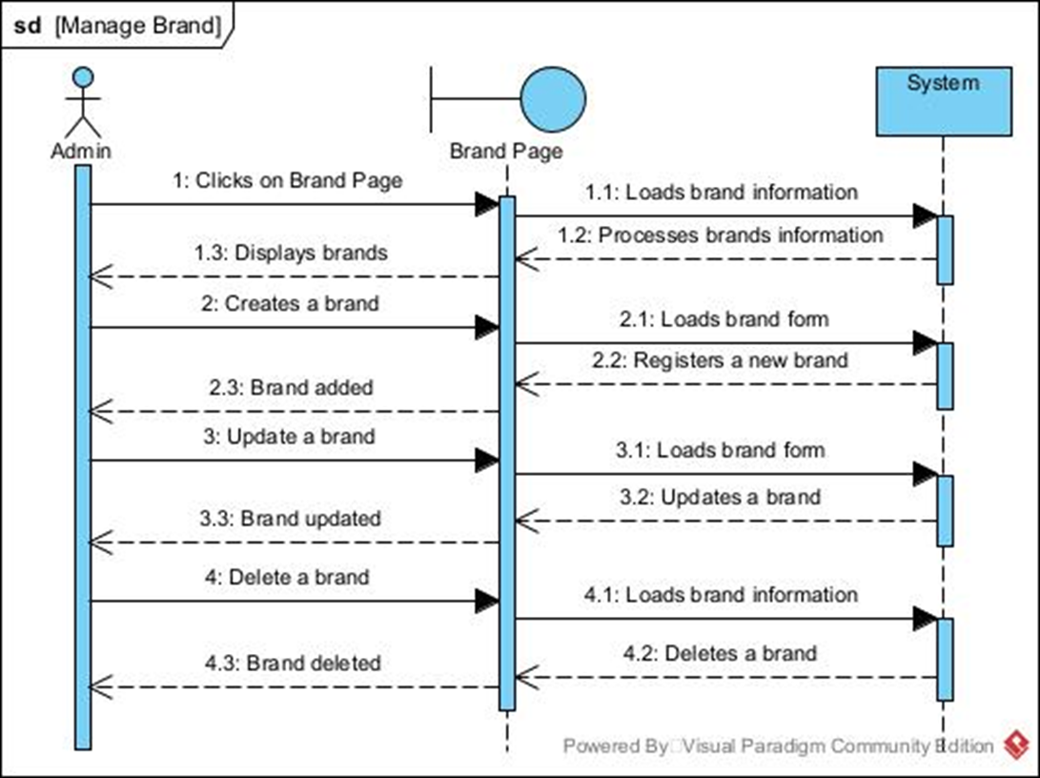 sd [Manage Brand]
Admin
Brand Page
System
1: Clicks on Brand Page
1.1: Loads brand information
1.2: Processes brands information
1.3: Displays brands
2: Creates a brand
2.1: Loads brand form
2.2: Registers a new brand
2.3: Brand added
3: Update a brand
3.1: Loads brand form
3.2: Updates a brand
3.3: Brand updated
4: Delete a brand
4.1: Loads brand information
4.2: Deletes a brand
4.3: Brand deleted
Powered By Visual Paradigm Community Edition